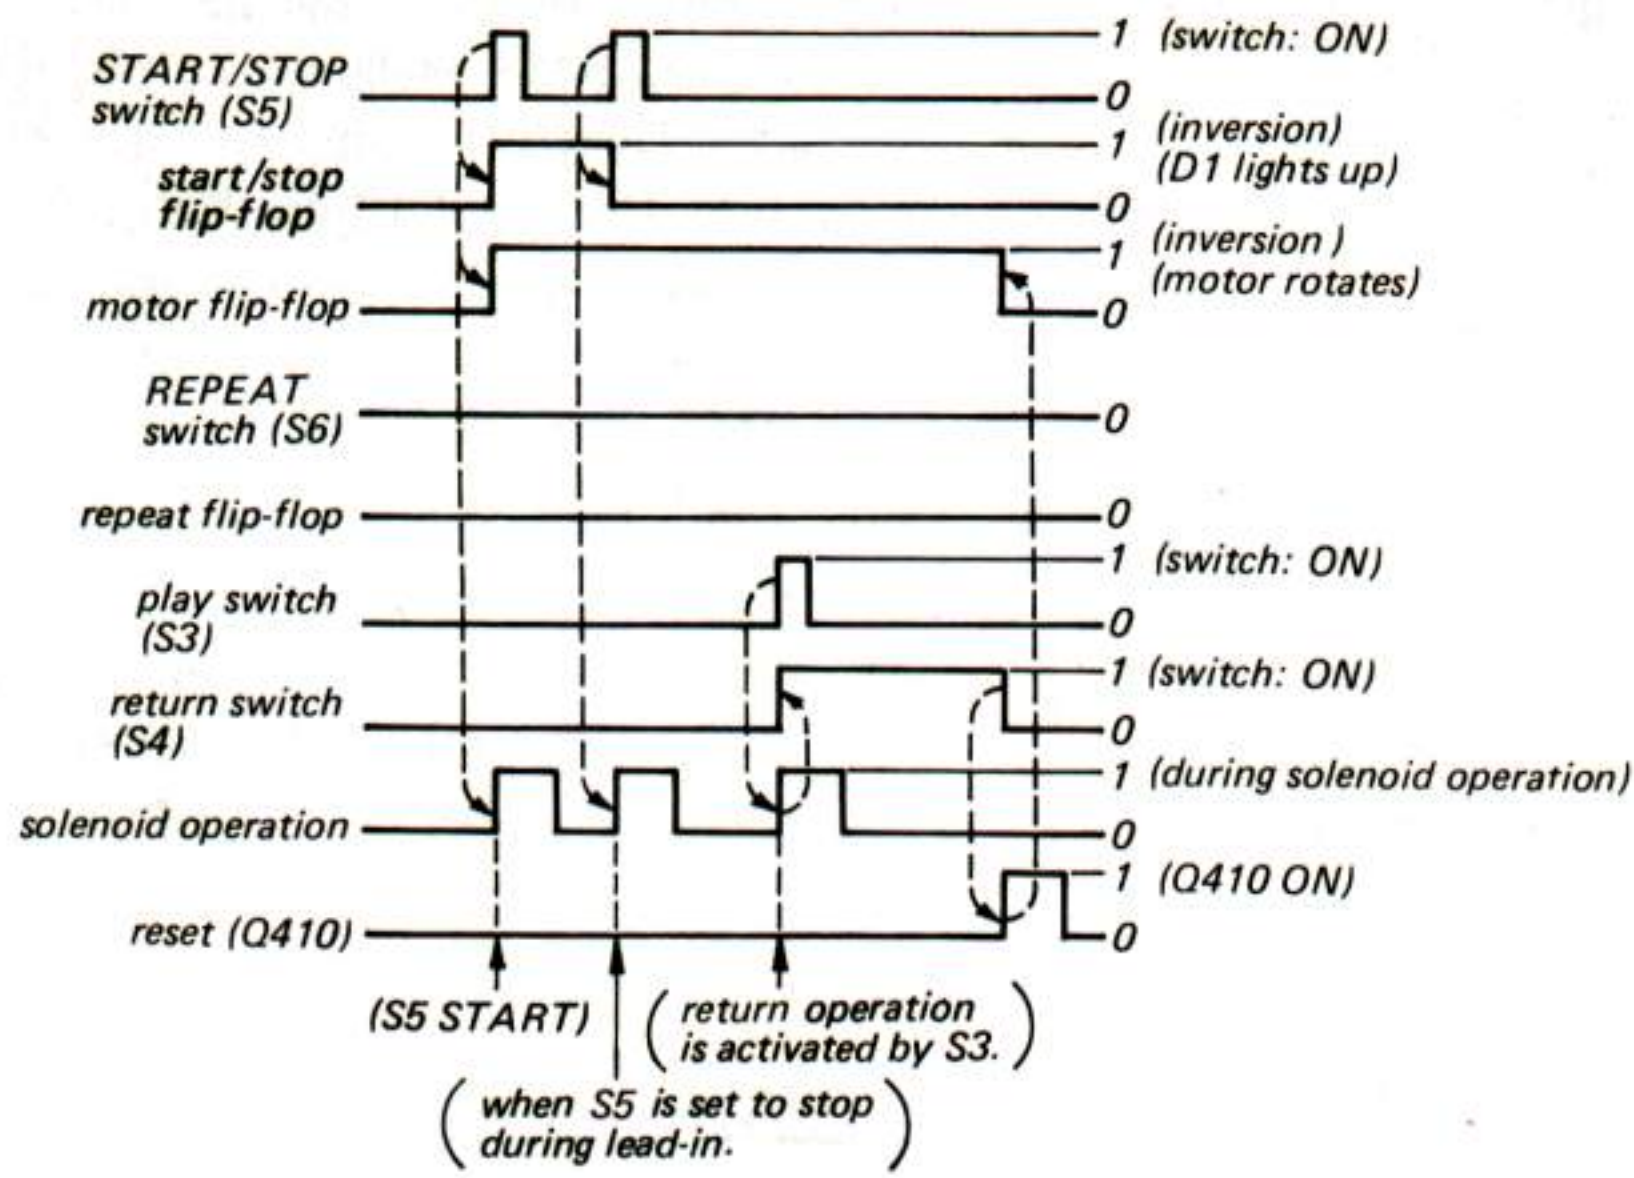 1 (switch: ON)
START/STOP
switch (S5)
0
1 (inversion)
(D1 lights up)
start/stop
flip-flop
0
1 (inversion)
(motor rotates)
motor flip-flop
0
REPEAT
switch (S6)
0
repeat flip-flop
0
1 (switch: ON)
play switch
(S3)
0
1 (switch: ON)
return switch
(S4)
0
1 (during solenoid operation)
solenoid operation
0
1 (Q410 ON)
reset (Q410)
0
(S5 START)
(return operation
is activated by S3.)
(when S5 is set to stop
during lead-in.)